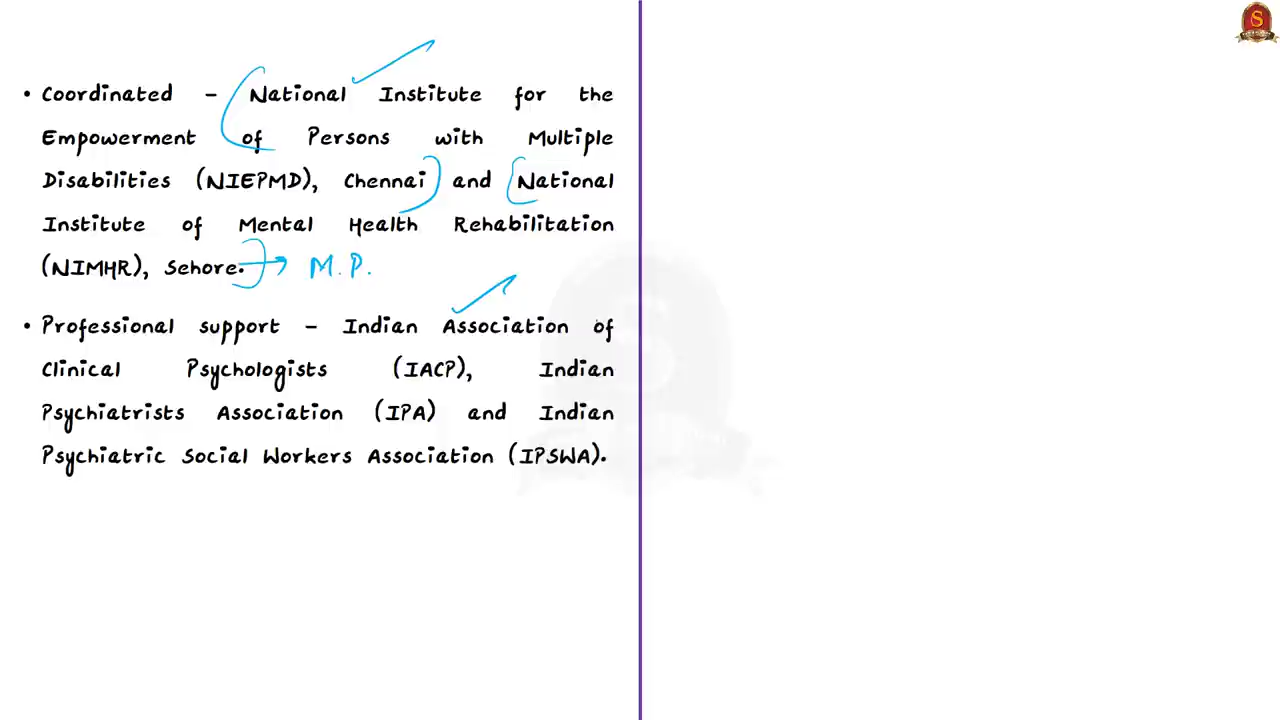 • Coordinated – National Institute for the
Empowerment of Persons with Multiple
Disabilities (NIEPMD), Chennai and National
Institute of Mental Health Rehabilitation
(NIMHR), Sehore. → M.P.
• Professional support – Indian Association of
Clinical Psychologists (IACP), Indian
Psychiatrists Association (IPA) and Indian
Psychiatric Social Workers Association (IPSWA).